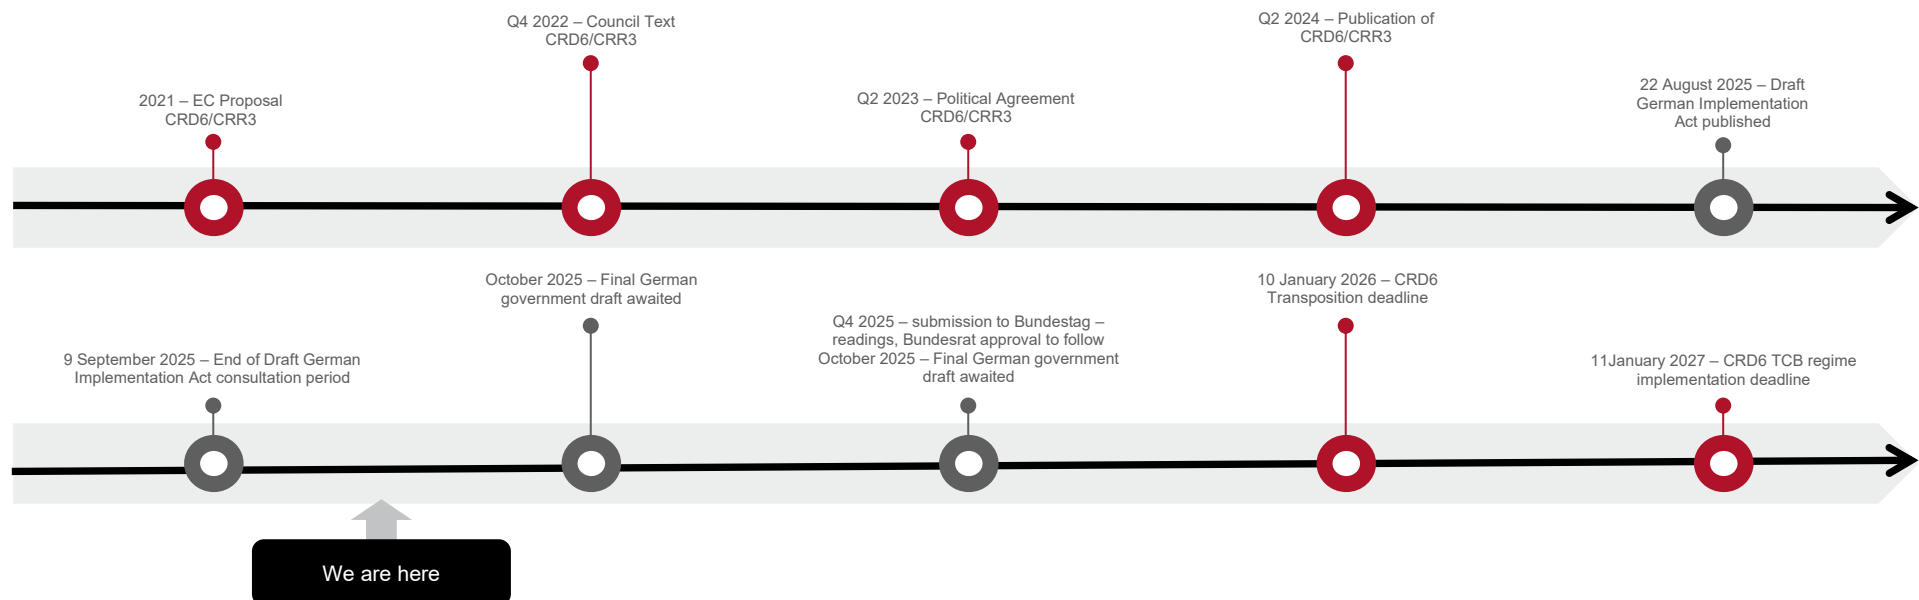 2021 – EC Proposal
CRD6/CRR3
Q4 2022 – Council Text
CRD6/CRR3
Q2 2023 – Political Agreement
CRD6/CRR3
Q2 2024 – Publication of
CRD6/CRR3
22 August 2025 – Draft
German Implementation
Act published
9 September 2025 – End of Draft German
Implementation Act consultation period
October 2025 – Final German
government draft awaited
Q4 2025 – submission to Bundestag –
readings, Bundesrat approval to follow
October 2025 – Final German government
draft awaited
10 January 2026 – CRD6
Transposition deadline
11January 2027 – CRD6 TCB regime
implementation deadline
We are here